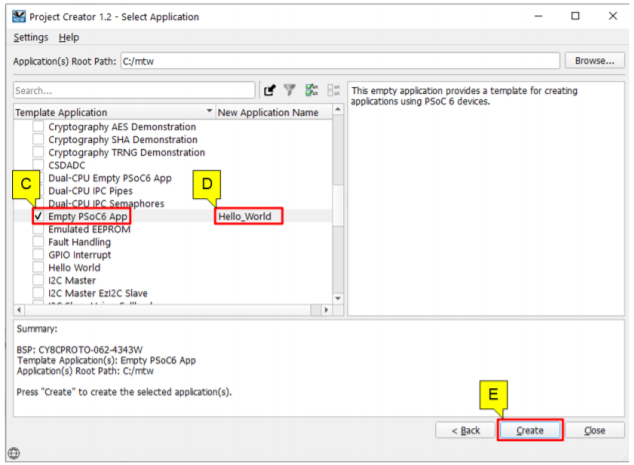 Project Creator 1.2 - Select Application
Settings Help
Application(s) Root Path: C:/mtw Browse...
Search...
Template Application New Application Name
Cryptography AES Demonstration
Cryptography SHA Demonstration
Cryptography TRNG Demonstration
CSDADC
Dual-CPU Empty PSoC6 App
Dual-CPU IPC Pipes
Dual-CPU IPC Semaphores
Empty PSoC6 App Hello_World
Emulated EEPROM
Fault Handling
GPIO Interrupt
Hello World
I2C Master
I2C Master EzI2C Slave
C
D
This empty application provides a template for creating
applications using PSoC 6 devices.
Summary:
BSP: CY8CPROTO-062-4343W
Template Application(s): Empty PSoC6 App
Application(s) Root Path: C:/mtw
Press "Create" to create the selected application(s).
E
< Back Create Close